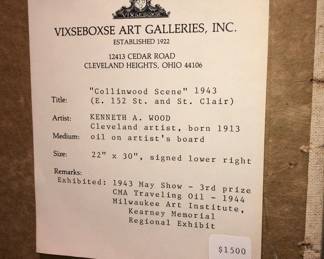 VIXSEBOXSE ART GALLERIES, INC.
ESTABLISHED 1922
12413 CEDAR ROAD
CLEVELAND HEIGHTS, OHIO 44106
"Collinwood Scene" 1943
Title: (E. 152 St. and St. Clair)
Artist: KENNETH A. WOOD
Cleveland artist, born 1913
Medium: oil on artist's board
Size: 22" x 30", signed lower right
Remarks:
Exhibited: 1943 May Show - 3rd prize
CMA Traveling Oil - 1944
Milwaukee Art Institute,
Kearney Memorial
Regional Exhibit
$1500